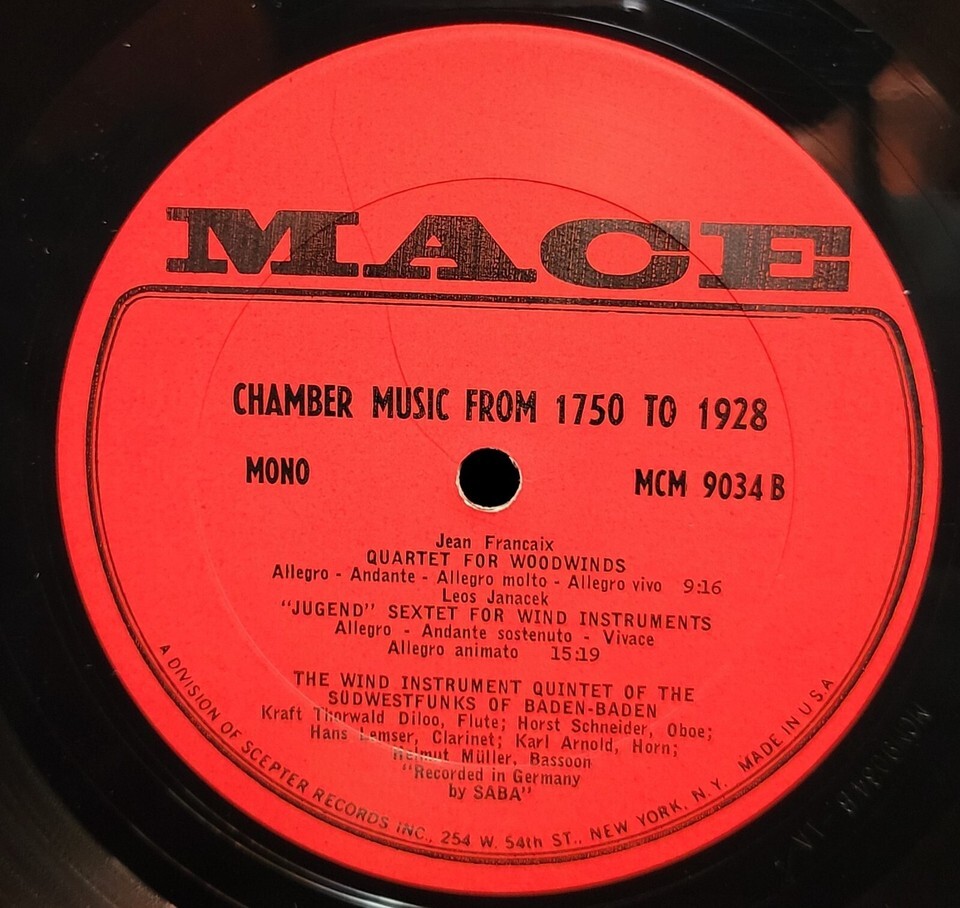 MACE
CHAMBER MUSIC FROM 1750 TO 1928
MONO
MCM 9034 B
Jean Francaix
QUARTET FOR WOODWINDS
Allegro - Andante - Allegro molto - Allegro vivo 9:16
Leos Janacek
"JUGEND" SEXTET FOR WIND INSTRUMENTS
Allegro - Andante sostenuto - Vivace
Allegro animato 15:19
THE WIND INSTRUMENT QUINTET OF THE
SÜDWESTFUNKS OF BADEN-BADEN
Kraft Thorwald Diloo, Flute; Horst Schneider, Oboe;
Hans Lemser, Clarinet; Karl Arnold, Horn;
Helmut Müller, Bassoon
"Recorded in Germany
by SABA"
A DIVISION OF SCEPTER RECORDS INC., 254 W. 54th ST., NEW YORK, N.Y. MADE IN U.S.A